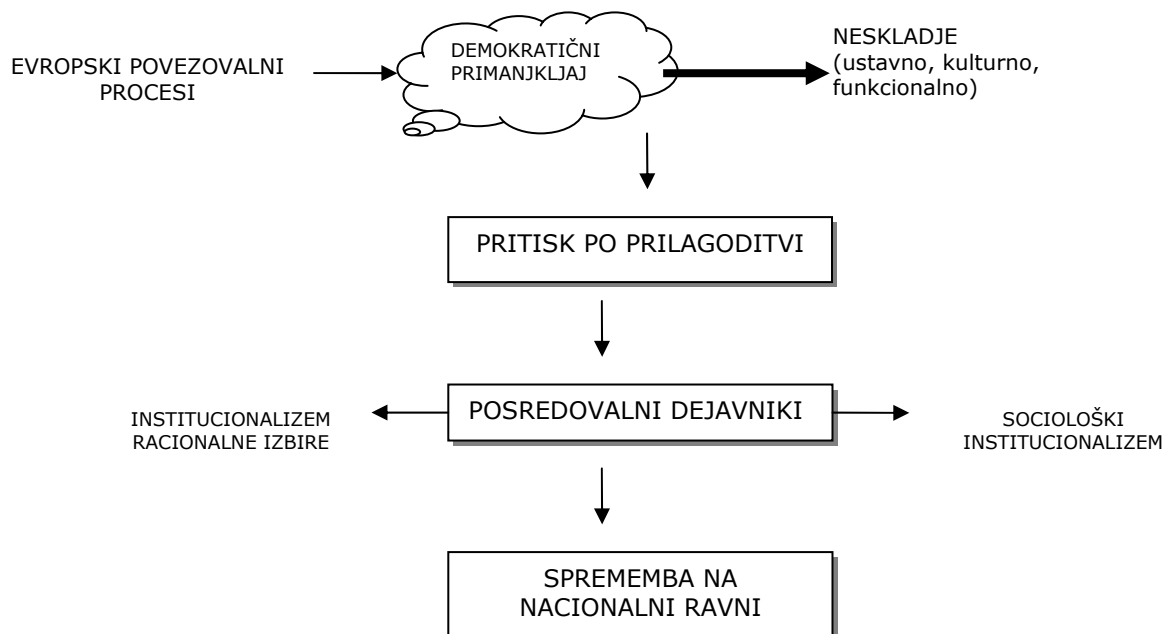 EVROPSKI POVEZOVALNI
PROCESI
DEMOKRATIČNI
PRIMANJKLJAJ
NESKLADJE
(ustavno, kulturno,
funkcionalno)
PRITISK PO PRILAGODITVI
INSTITUCIONALIZEM
RACIONALNE IZBIRE
POSREDOVALNI DEJAVNIKI
SOCIOLOŠKI
INSTITUCIONALIZEM
SPREMEMBA NA
NACIONALNI RAVNI